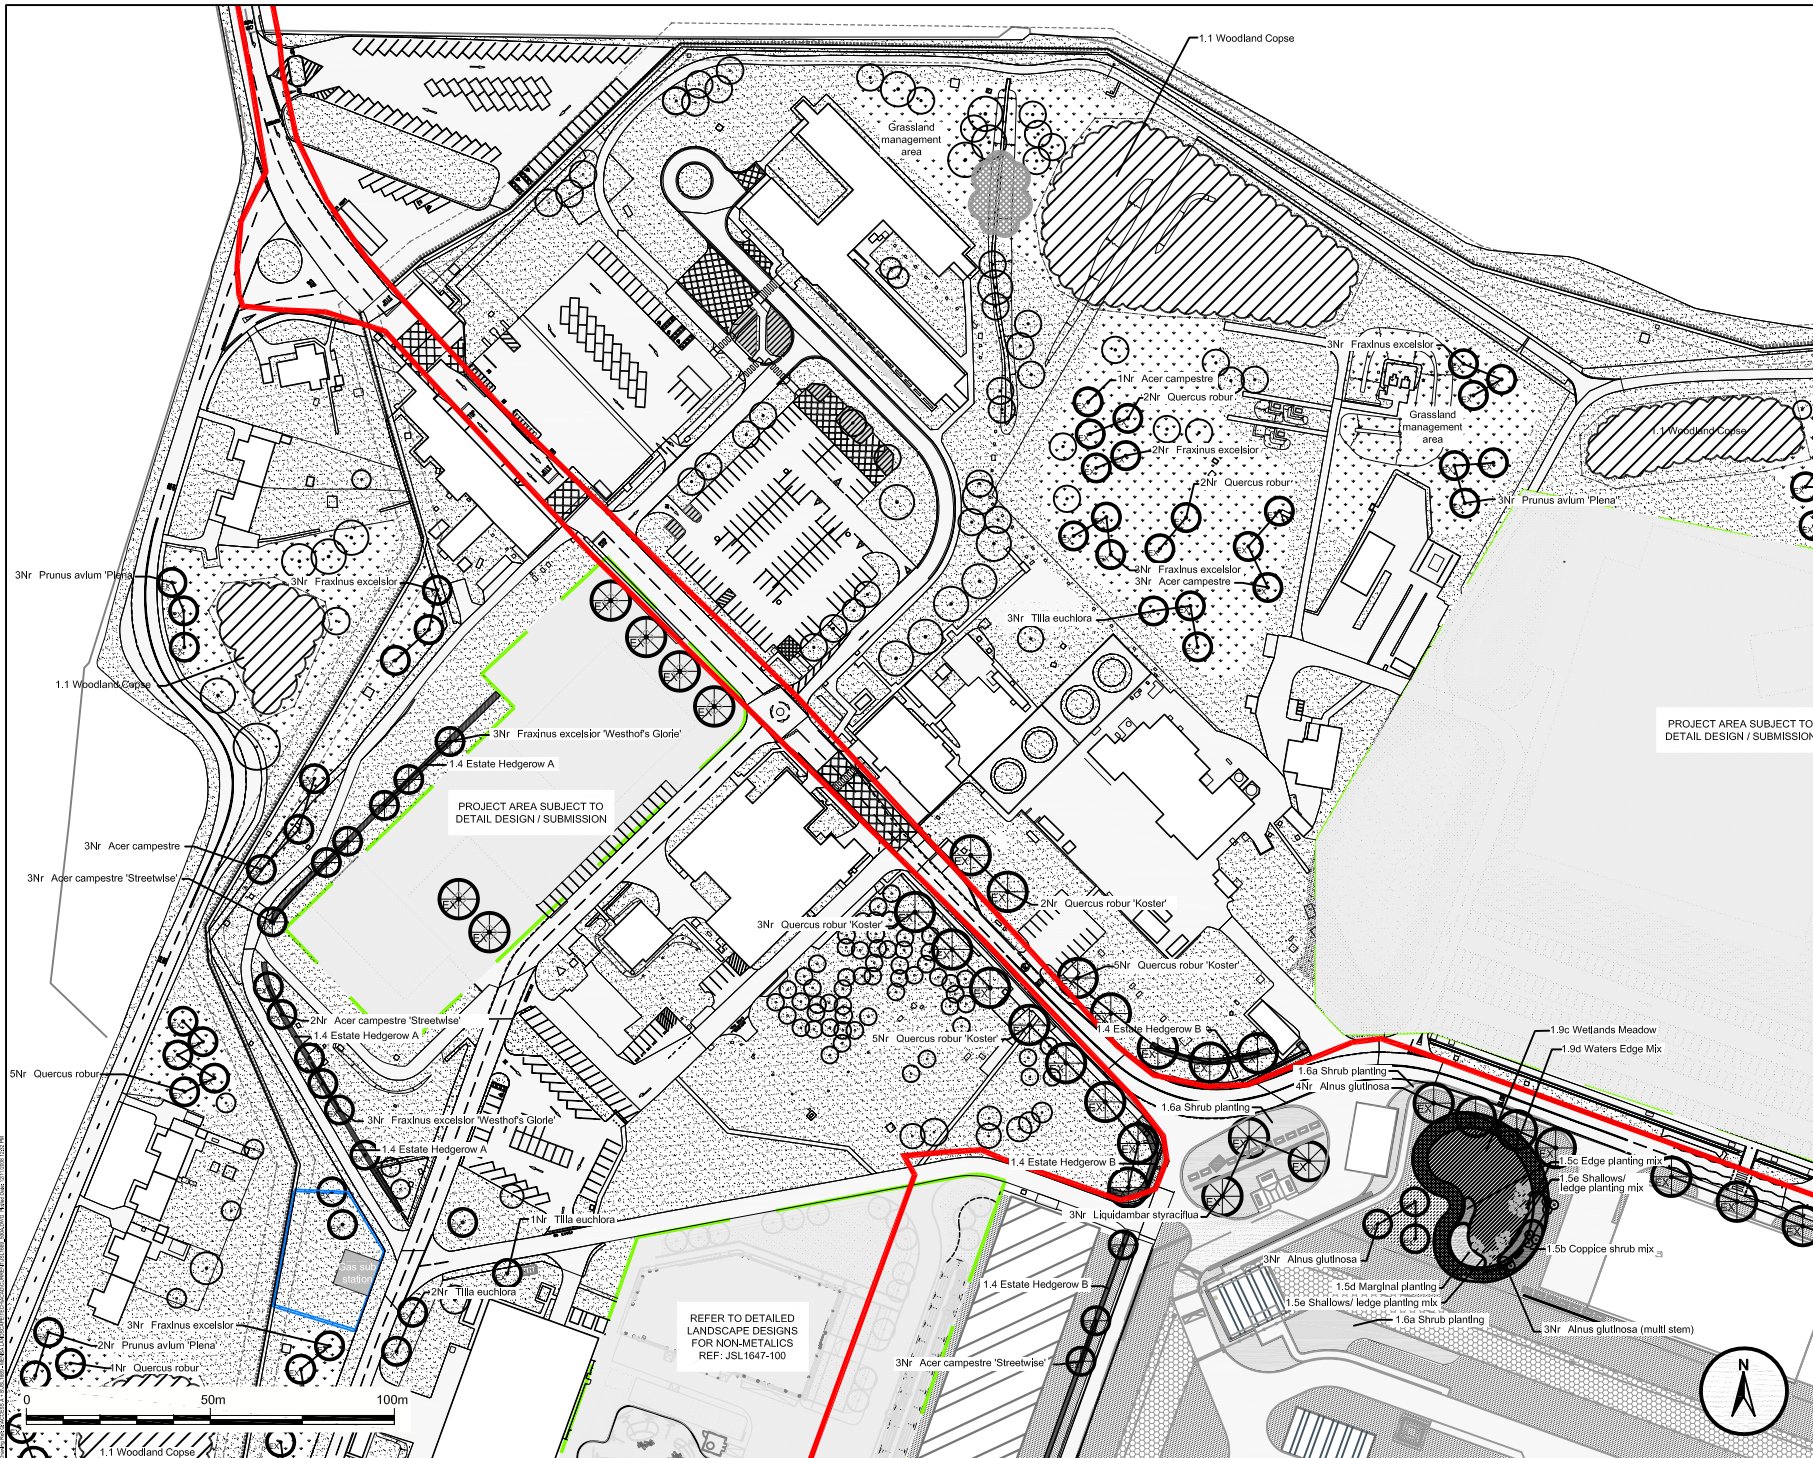 1.1 Woodland Copse
Grassland
management
area
3Nr Fraxinus excelsior
1Nr Acer campestre
2Nr Quercus robur
Grassland
management
area
1.1 Woodland Copse
2Nr Fraxinus excelsior
2Nr Quercus robur
3Nr Prunus avium 'Plena'
3Nr Prunus avium 'Plena'
3Nr Fraxinus excelsior
3Nr Fraxinus excelsior
3Nr Acer campestre
3Nr Tilia euchlora
1.1 Woodland Copse
PROJECT AREA SUBJECT TO
DETAIL DESIGN / SUBMISSION
3Nr Fraxinus excelsior 'Westhof's Glorie'
1.4 Estate Hedgerow A
PROJECT AREA SUBJECT TO
DETAIL DESIGN / SUBMISSION
3Nr Acer campestre
3Nr Acer campestre 'Streetwise'
2Nr Quercus robur 'Koster'
3Nr Quercus robur 'Koster'
5Nr Quercus robur 'Koster'
2Nr Acer campestre 'Streetwise'
1.4 Estate Hedgerow A
1.4 Estate Hedgerow B
5Nr Quercus robur 'Koster'
1.9c Wetlands Meadow
1.9d Waters Edge Mix
5Nr Quercus robur
1.6a Shrub planting
4Nr Alnus glutinosa
1.6a Shrub planting
3Nr Fraxinus excelsior 'Westhof's Glorie'
1.4 Estate Hedgerow A
1.4 Estate Hedgerow B
1.5c Edge planting mix
1.5e Shallows/
ledge planting mix
3Nr Liquidambar styraciflua
1Nr Tilia euchlora
1.5b Coppice shrub mix
3Nr Alnus glutinosa
Gas sub
station
1.4 Estate Hedgerow B
1.5d Marginal planting
2Nr Tilia euchlora
1.5e Shallows/ ledge planting mix
1.6a Shrub planting
3Nr Fraxinus excelsior
REFER TO DETAILED
LANDSCAPE DESIGNS
FOR NON-METALICS
REF: JSL1647-100
3Nr Alnus glutinosa (multi stem)
2Nr Prunus avium 'Plena'
1Nr Quercus robur
3Nr Acer campestre 'Streetwise'
N
0 50m 100m
1.1 Woodland Copse